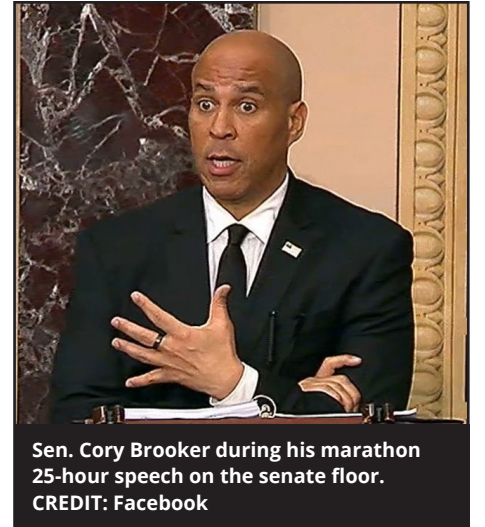 Sen. Cory Brooker during his marathon
25-hour speech on the senate floor.
CREDIT: Facebook